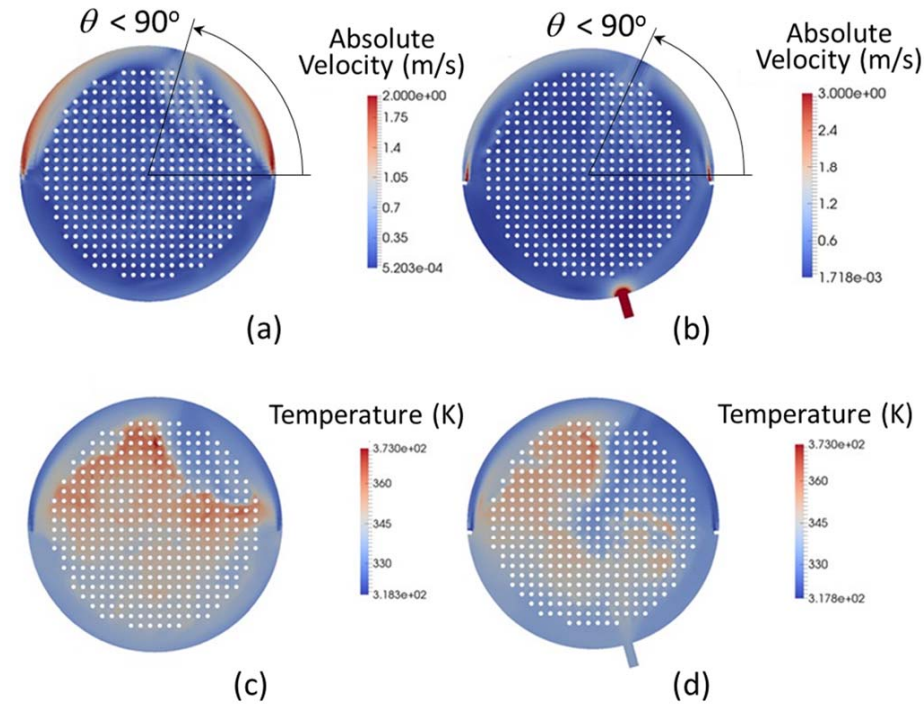 θ < 90º
Absolute
Velocity (m/s)
2.000e+00
1.75
1.4
1.05
0.7
0.35
5.203e-04
(a)
θ < 90º
Absolute
Velocity (m/s)
3.000e+00
2.4
1.8
1.2
0.6
1.718e-03
(b)
Temperature (K)
3.730e+02
360
345
330
3.183e+02
(c)
Temperature (K)
3.730e+02
360
345
330
3.178e+02
(d)